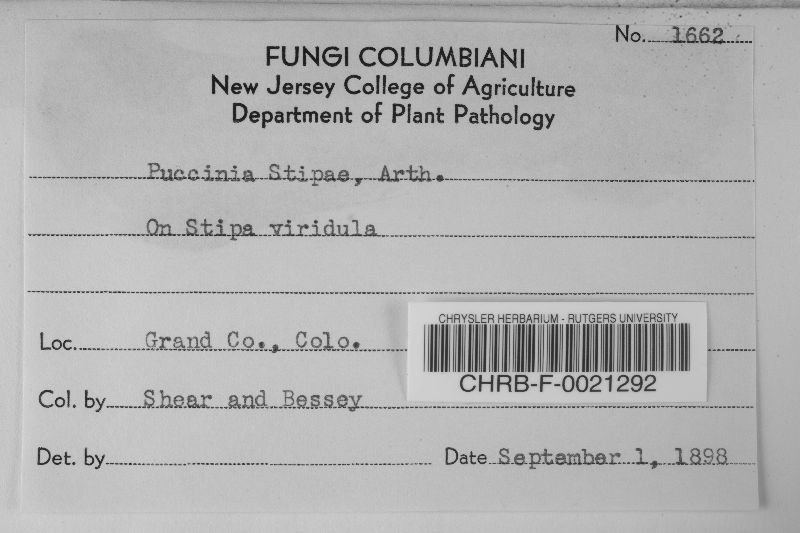 No. 1662
FUNGI COLUMBIANI
New Jersey College of Agriculture
Department of Plant Pathology
Puccinia Stipae, Arth.
On Stipa viridula
Loc. Grand Co., Colo.
CHRYSLER HERBARIUM - RUTGERS UNIVERSITY
CHRB-F-0021292
Col. by Shear and Bessey
Det. by
Date September 1, 1898